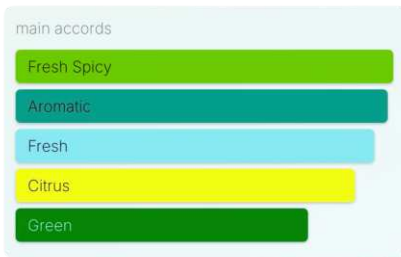 main accords
Fresh Spicy
Aromatic
Fresh
Citrus
Green